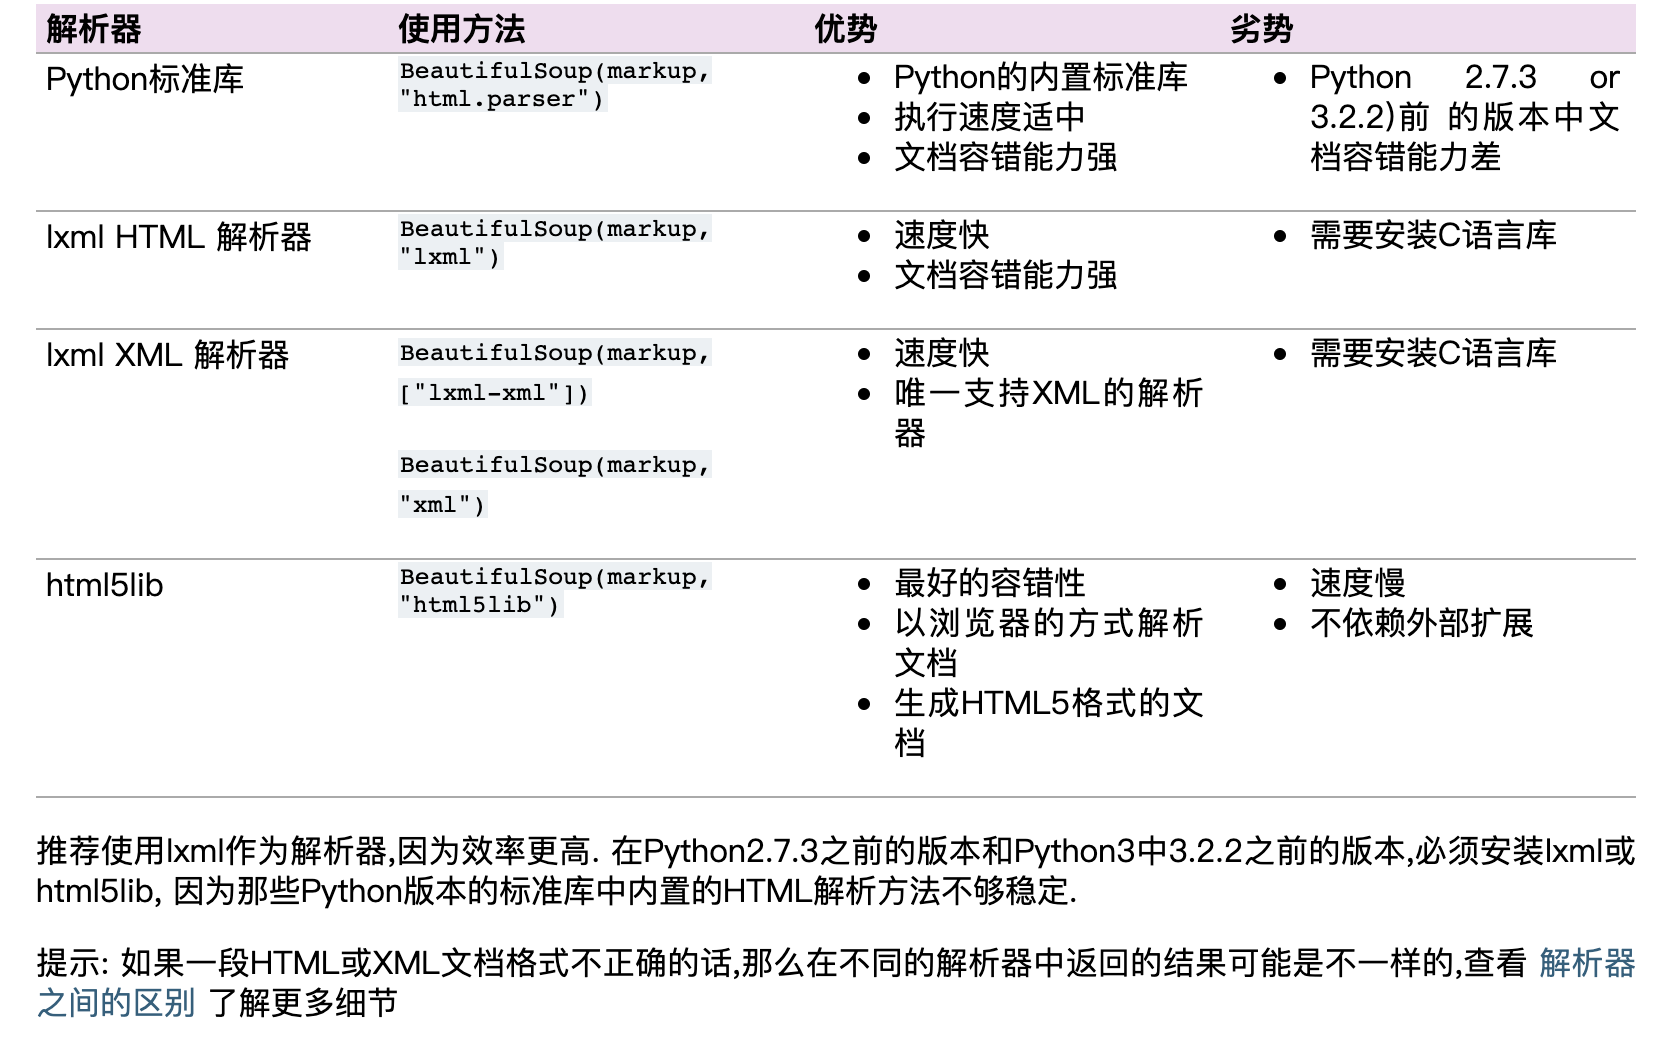 解析器 使用方法 优势 劣势
Python标准库
BeautifulSoup(markup,
"html.parser")
Python的内置标准库
执行速度适中
文档容错能力强
Python 2.7.3 or
3.2.2)前 的版本中文
档容错能力差
lxml HTML 解析器
BeautifulSoup(markup,
"lxml")
速度快
文档容错能力强
需要安装C语言库
lxml XML 解析器
BeautifulSoup(markup,
["lxml-xml"])
BeautifulSoup(markup,
"xml")
速度快
唯一支持XML的解析
器
需要安装C语言库
html5lib
BeautifulSoup(markup,
"html5lib")
最好的容错性
以浏览器的方式解析
文档
生成HTML5格式的文
档
速度慢
不依赖外部扩展
推荐使用lxml作为解析器,因为效率更高. 在Python2.7.3之前的版本和Python3中3.2.2之前的版本,必须安装lxml或
html5lib, 因为那些Python版本的标准库中内置的HTML解析方法不够稳定.
提示: 如果一段HTML或XML文档格式不正确的话,那么在不同的解析器中返回的结果可能是不一样的,查看 解析器
之间的区别 了解更多细节